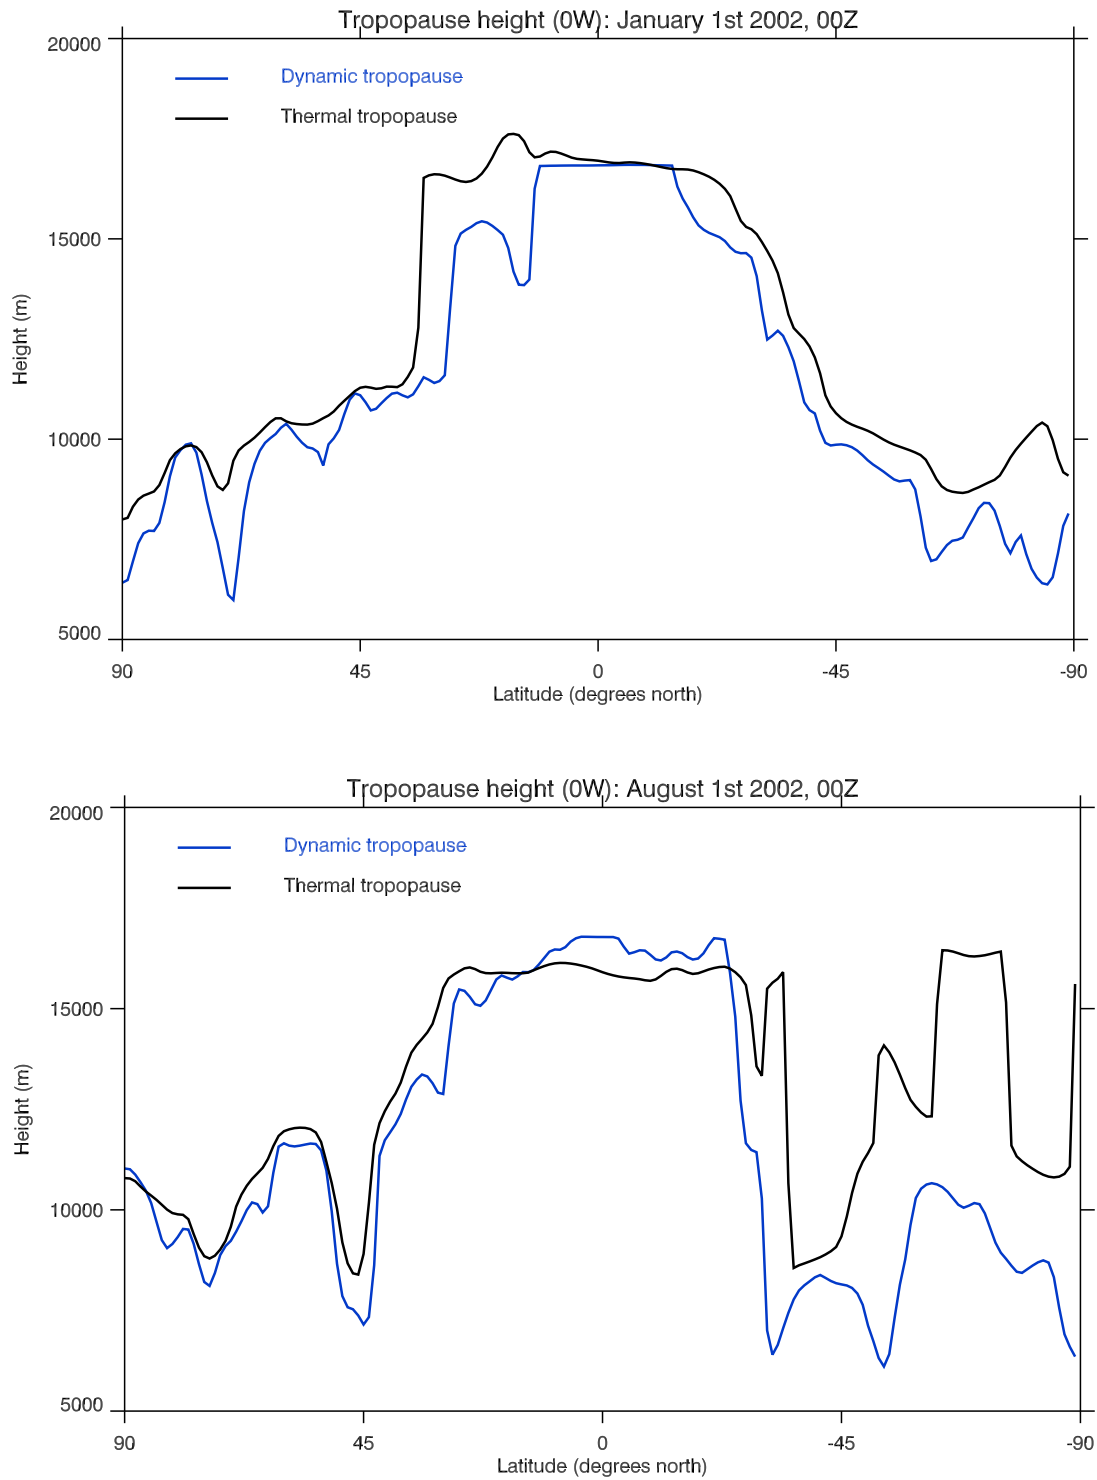 Tropopause height (0W): January 1st 2002, 00Z
20000
Dynamic tropopause
Thermal tropopause
15000
Height (m)
10000
5000
90 45 0 -45 -90
Latitude (degrees north)
Tropopause height (0W): August 1st 2002, 00Z
20000
Dynamic tropopause
Thermal tropopause
15000
Height (m)
10000
5000
90 45 0 -45 -90
Latitude (degrees north)